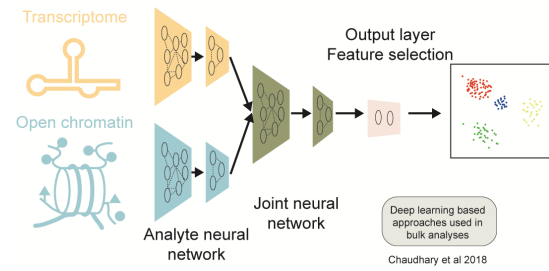 Transcriptome
Open chromatin
Analyte neural
network
Joint neural
network
Output layer
Feature selection
Deep learning based
approaches used in
bulk analyses
Chaudhary et al 2018